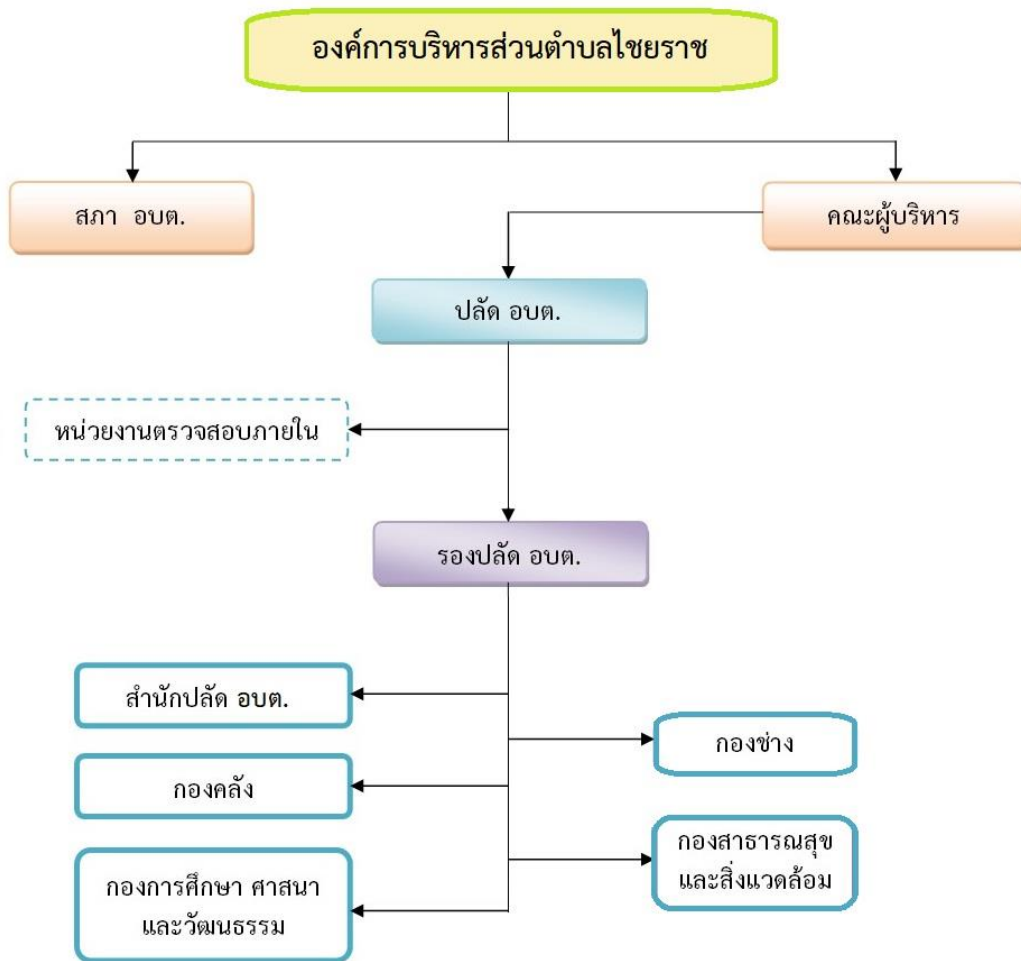 องค์การบริหารส่วนตำบลไชยราช
สภา อบต.
คณะผู้บริหาร
ปลัด อบต.
หน่วยงานตรวจสอบภายใน
รองปลัด อบต.
สำนักปลัด อบต.
กองช่าง
กองคลัง
กองสาธารณสุข
และสิ่งแวดล้อม
กองการศึกษา ศาสนา
และวัฒนธรรม